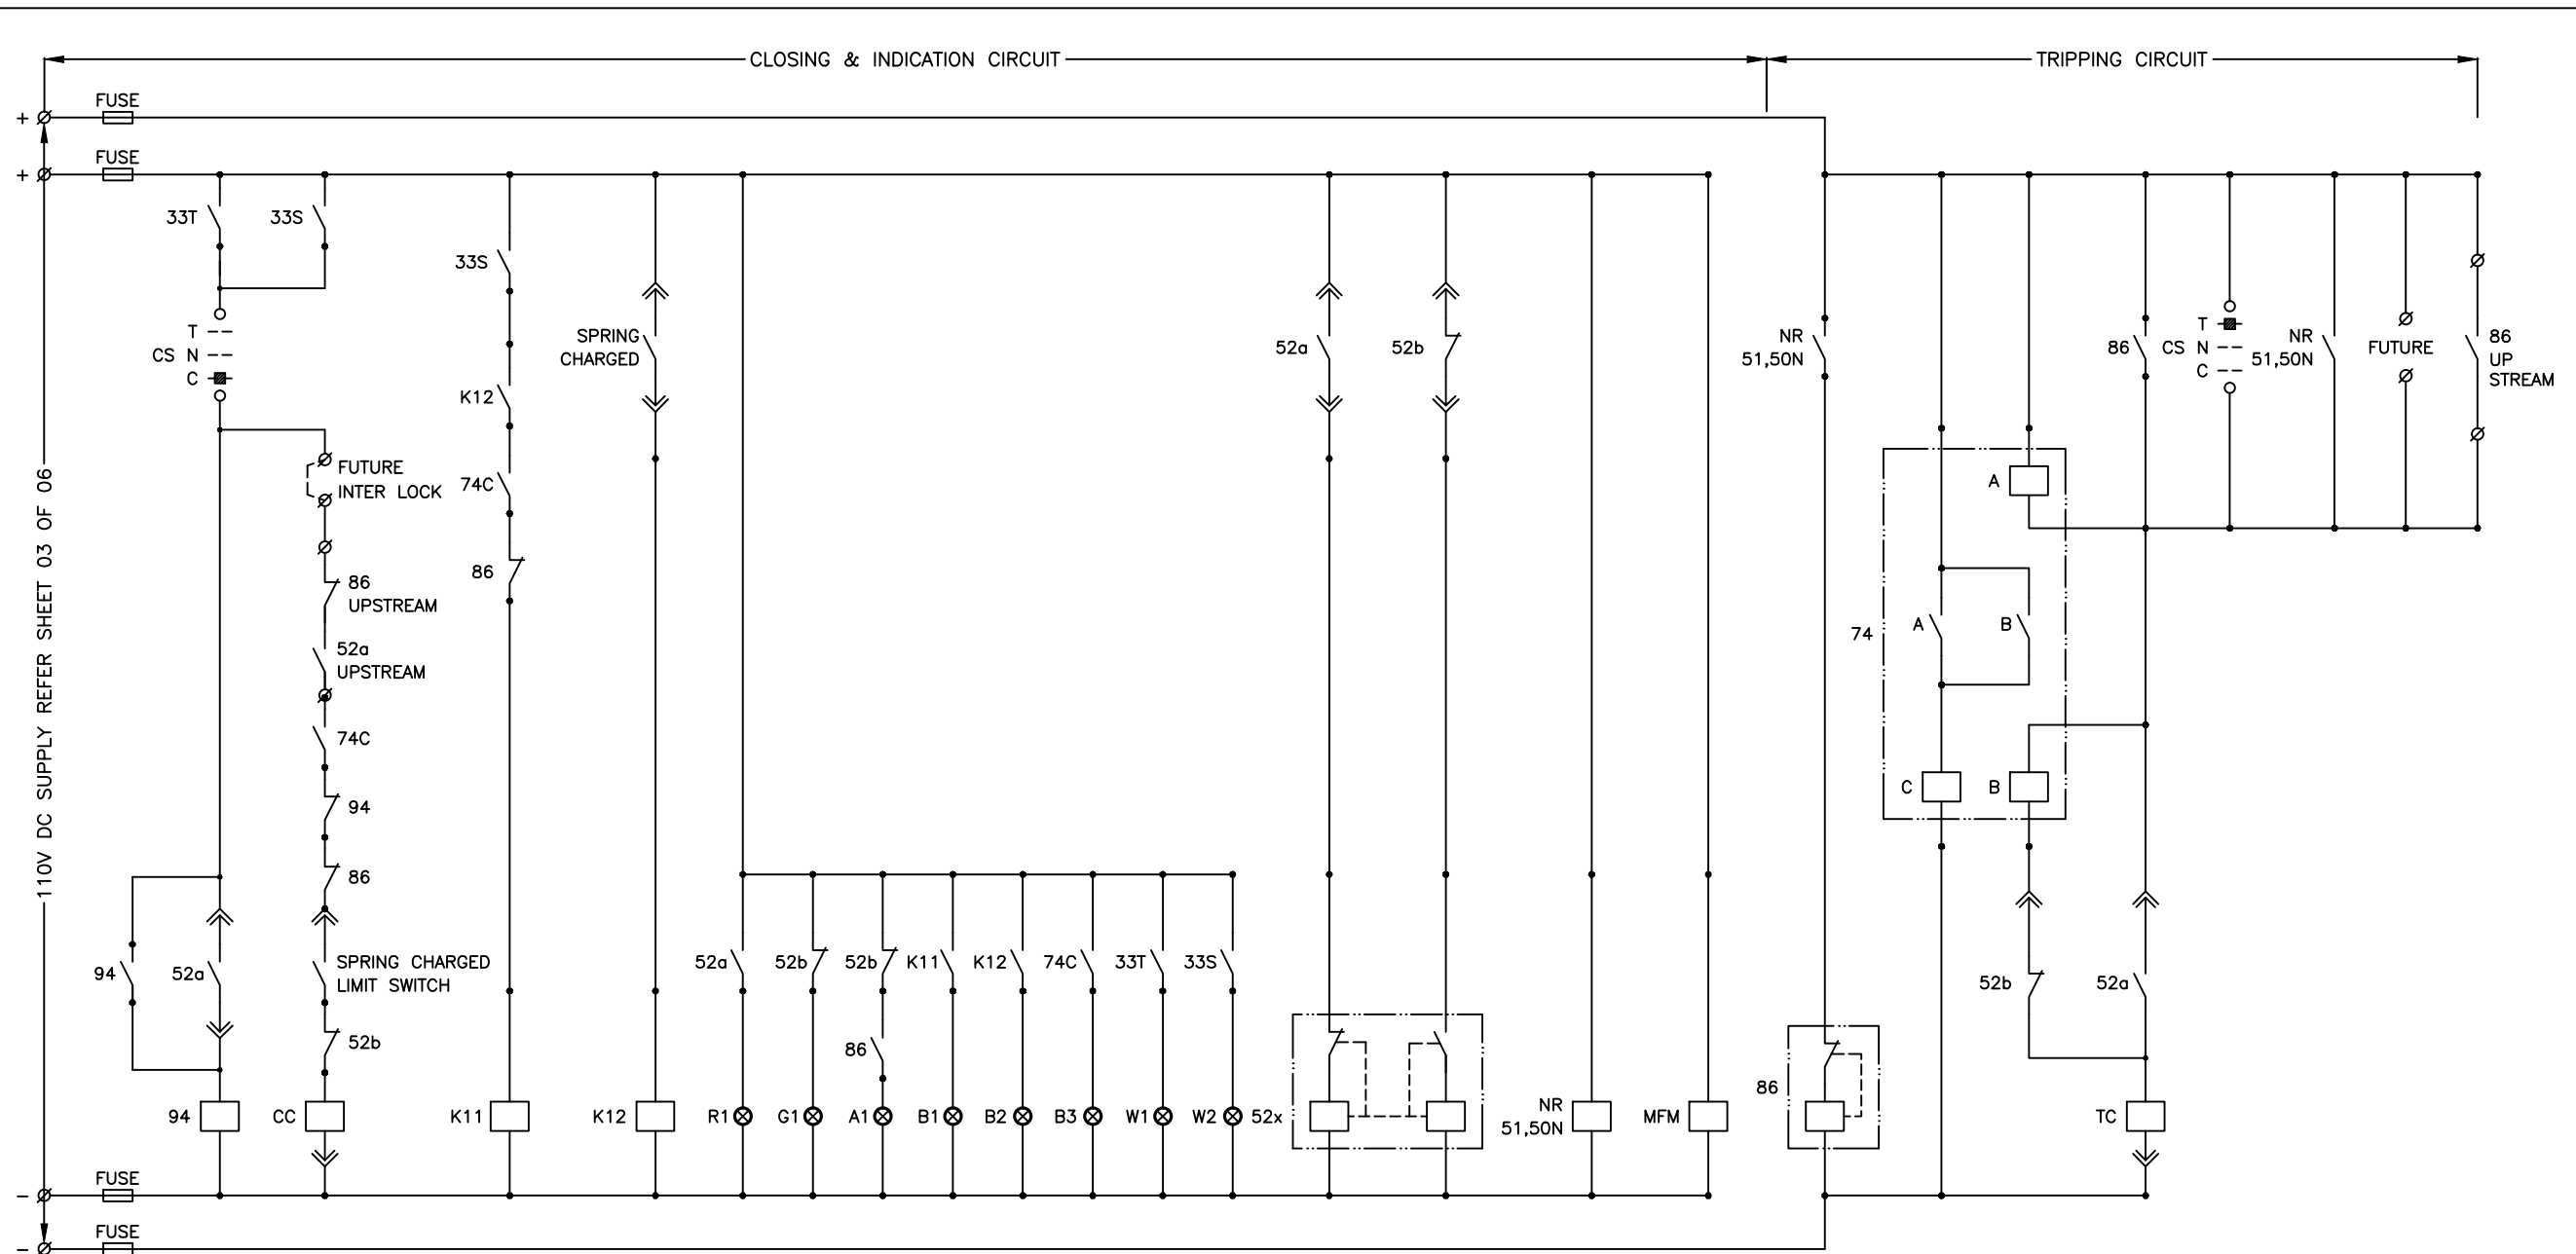 CLOSING & INDICATION CIRCUIT
TRIPPING CIRCUIT
+
FUSE
+
FUSE
33T
33S
33S
T
CS N
C
SPRING
CHARGED
52a
52b
NR
51,50N
86
T
CS N
C
NR
51,50N
FUTURE
86
UP
STREAM
K12
FUTURE
INTER LOCK
74C
A
86
86
UPSTREAM
52a
UPSTREAM
74
A
B
74C
C
B
94
86
110V DC SUPPLY REFER SHEET 03 OF 06
94
52a
SPRING CHARGED
LIMIT SWITCH
52a
52b
52b
K11
K12
74C
33T
33S
52b
52a
52b
86
94
CC
K11
K12
R1
G1
A1
B1
B2
B3
W1
W2
52x
NR
51,50N
MFM
86
TC
-
FUSE
-
FUSE